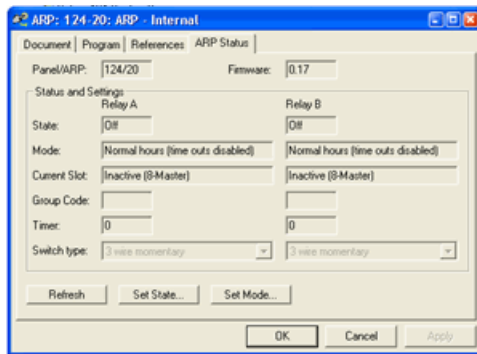 ARP: 124-20: ARP - Internal
Document Program References ARP Status
Panel/ARP: 124/20 Firmware: 0.17
Status and Settings
Relay A Relay B
State: Off Off
Mode: Normal hours (time outs disabled) Normal hours (time outs disabled)
Current Slot: Inactive (8-Master) Inactive (8-Master)
Group Code:
Timer: 0 0
Switch type: 3 wire momentary 3 wire momentary
Refresh Set State... Set Mode...
OK Cancel Apply